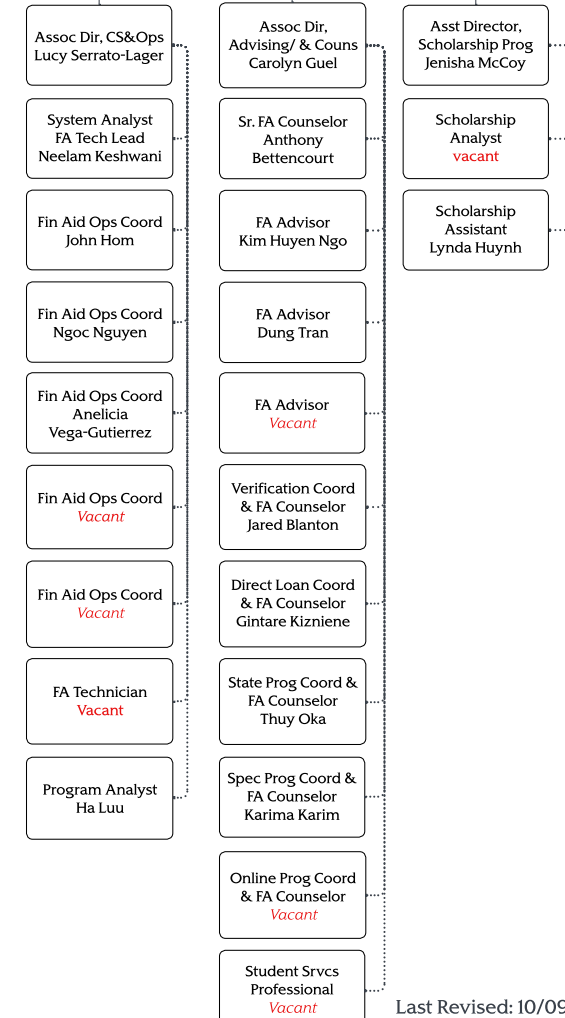 Assoc Dir, CS&Ops
Lucy Serrato-Lager
System Analyst
FA Tech Lead
Neelam Keshwani
Fin Aid Ops Coord
John Hom
Fin Aid Ops Coord
Ngoc Nguyen
Fin Aid Ops Coord
Anelicia
Vega-Gutierrez
Fin Aid Ops Coord
Vacant
Fin Aid Ops Coord
Vacant
FA Technician
Vacant
Program Analyst
Ha Luu
Assoc Dir,
Advising/ & Couns
Carolyn Guel
Sr. FA Counselor
Anthony
Bettencourt
FA Advisor
Kim Huyen Ngo
FA Advisor
Dung Tran
FA Advisor
Vacant
Verification Coord
& FA Counselor
Jared Blanton
Direct Loan Coord
& FA Counselor
Gintare Kizniene
State Prog Coord &
FA Counselor
Thuy Oka
Spec Prog Coord &
FA Counselor
Karima Karim
Online Prog Coord
& FA Counselor
Vacant
Student Srvcs
Professional
Vacant
Asst Director,
Scholarship Prog
Jenisha McCoy
Scholarship
Analyst
vacant
Scholarship
Assistant
Lynda Huynh
Last Revised: 10/09